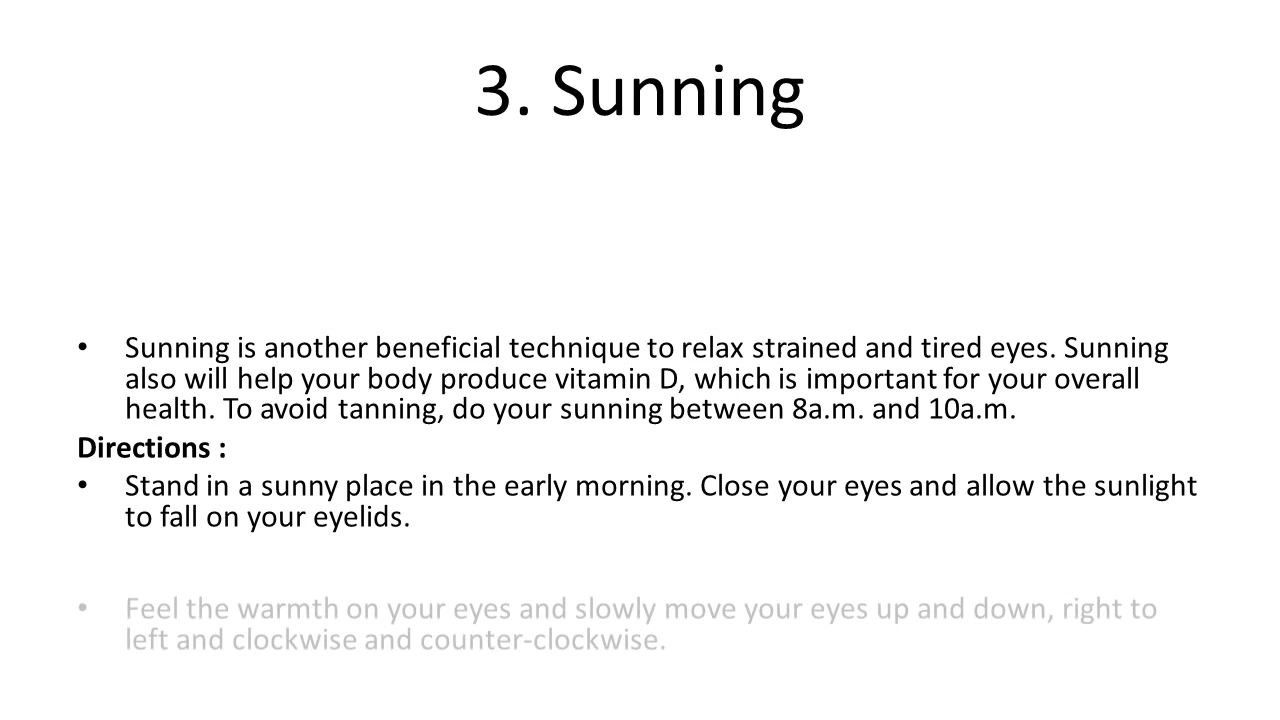 3. Sunning
• Sunning is another beneficial technique to relax strained and tired eyes. Sunning
also will help your body produce vitamin D, which is important for your overall
health. To avoid tanning, do your sunning between 8a.m. and 10a.m.
Directions :
• Stand in a sunny place in the early morning. Close your eyes and allow the sunlight
to fall on your eyelids.
• Feel the warmth on your eyes and slowly move your eyes up and down, right to
left and clockwise and counter-clockwise.